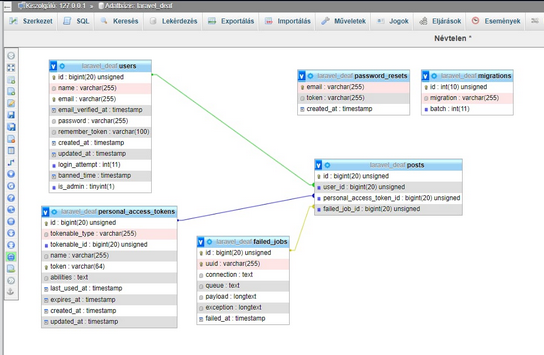 Kiszolgáló: 127.0.0.1 » Adatbázis: laravel_deaf
Szerkezet SQL Keresés Lekérdezés Exportálás Importálás Műveletek Jogok Eljárások Események
Névtelen *
laravel_deaf users
id : bigint(20) unsigned
name : varchar(255)
email : varchar(255)
email_verified_at : timestamp
password : varchar(255)
remember_token : varchar(100)
created_at : timestamp
updated_at : timestamp
login_attempt : int(11)
banned_time : timestamp
is_admin : tinyint(1)
laravel_deaf password_resets
email : varchar(255)
token : varchar(255)
created_at : timestamp
laravel_deaf migrations
id : int(10) unsigned
migration : varchar(255)
batch : int(11)
laravel_deaf posts
id : bigint(20) unsigned
user_id : bigint(20) unsigned
personal_access_token_id : bigint(20) unsigned
failed_job_id : bigint(20) unsigned
laravel_deaf personal_access_tokens
id : bigint(20) unsigned
tokenable_type : varchar(255)
tokenable_id : bigint(20) unsigned
name : varchar(255)
token : varchar(64)
abilities : text
last_used_at : timestamp
expires_at : timestamp
created_at : timestamp
updated_at : timestamp
laravel_deaf failed_jobs
id : bigint(20) unsigned
uuid : varchar(255)
connection : text
queue : text
payload : longtext
exception : longtext
failed_at : timestamp